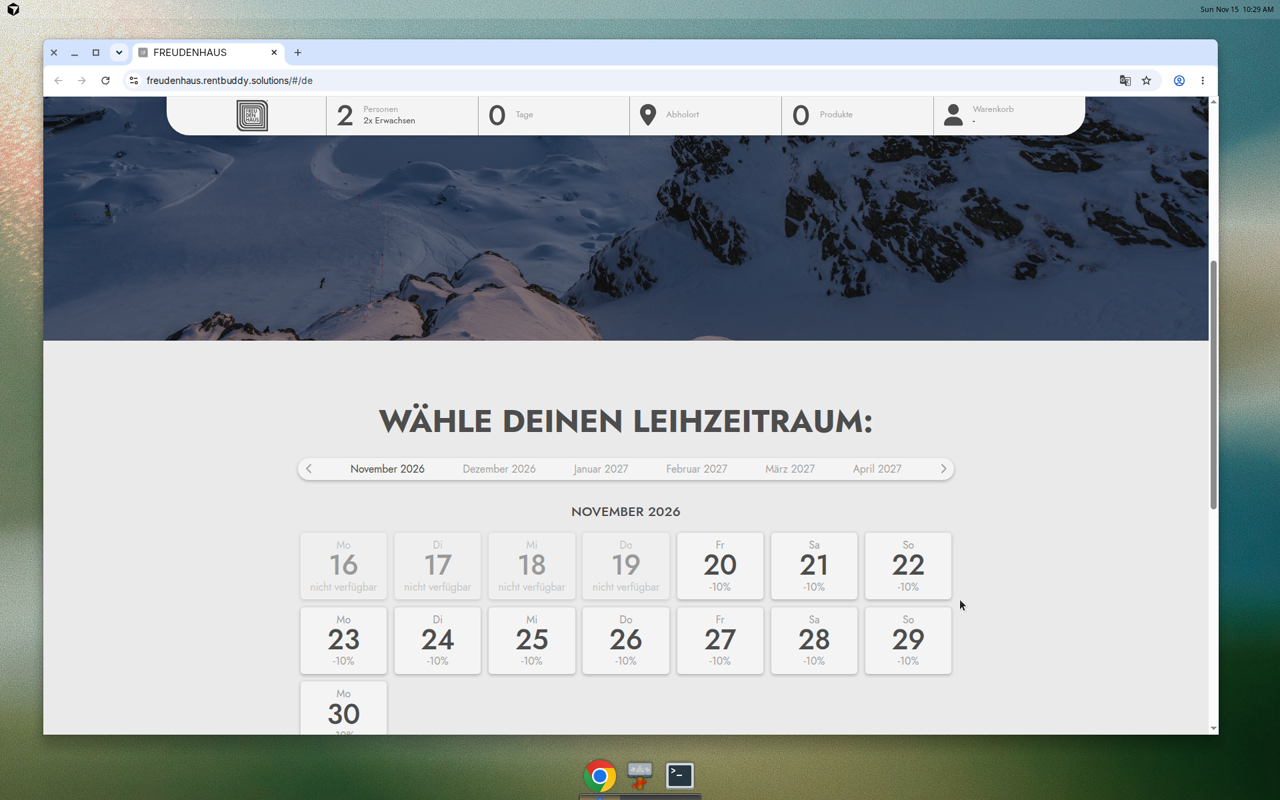 Sun Nov 15 10:29 AM
FREUDENHAUS
freudenhaus.rentbuddy.solutions/#/de
FREU
DEN
HAUS
2 Personen
2x Erwachsen
0 Tage
Abholort
0 Produkte
Warenkorb
-
WÄHLE DEINEN LEIHZEITRAUM:
November 2026 Dezember 2026 Januar 2027 Februar 2027 März 2027 April 2027
NOVEMBER 2026
Mo Di Mi Do Fr Sa So
16 17 18 19 20 21 22
nicht verfügbar nicht verfügbar nicht verfügbar nicht verfügbar -10% -10% -10%
Mo Di Mi Do Fr Sa So
23 24 25 26 27 28 29
-10% -10% -10% -10% -10% -10% -10%
Mo
30
-10%